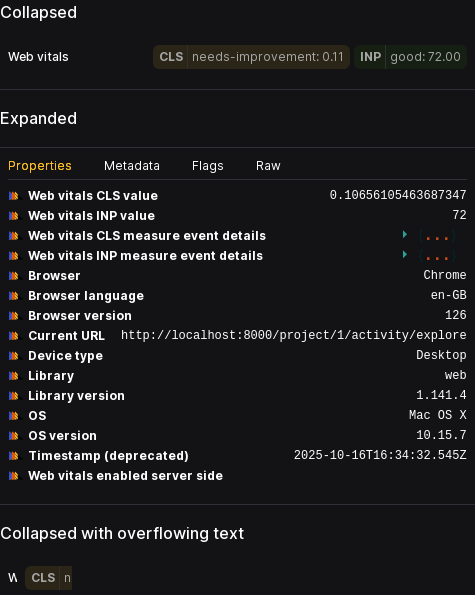 Collapsed
Web vitals CLS needs-improvement: 0.11 INP good: 72.00
Expanded
Properties Metadata Flags Raw
Web vitals CLS value 0.10656105463687347
Web vitals INP value 72
Web vitals CLS measure event details {...}
Web vitals INP measure event details {...}
Browser Chrome
Browser language en-GB
Browser version 126
Current URL http://localhost:8000/project/1/activity/explore
Device type Desktop
Library web
Library version 1.141.4
OS Mac OS X
OS version 10.15.7
Timestamp (deprecated) 2025-10-16T16:34:32.545Z
Web vitals enabled server side
Collapsed with overflowing text
W CLS n